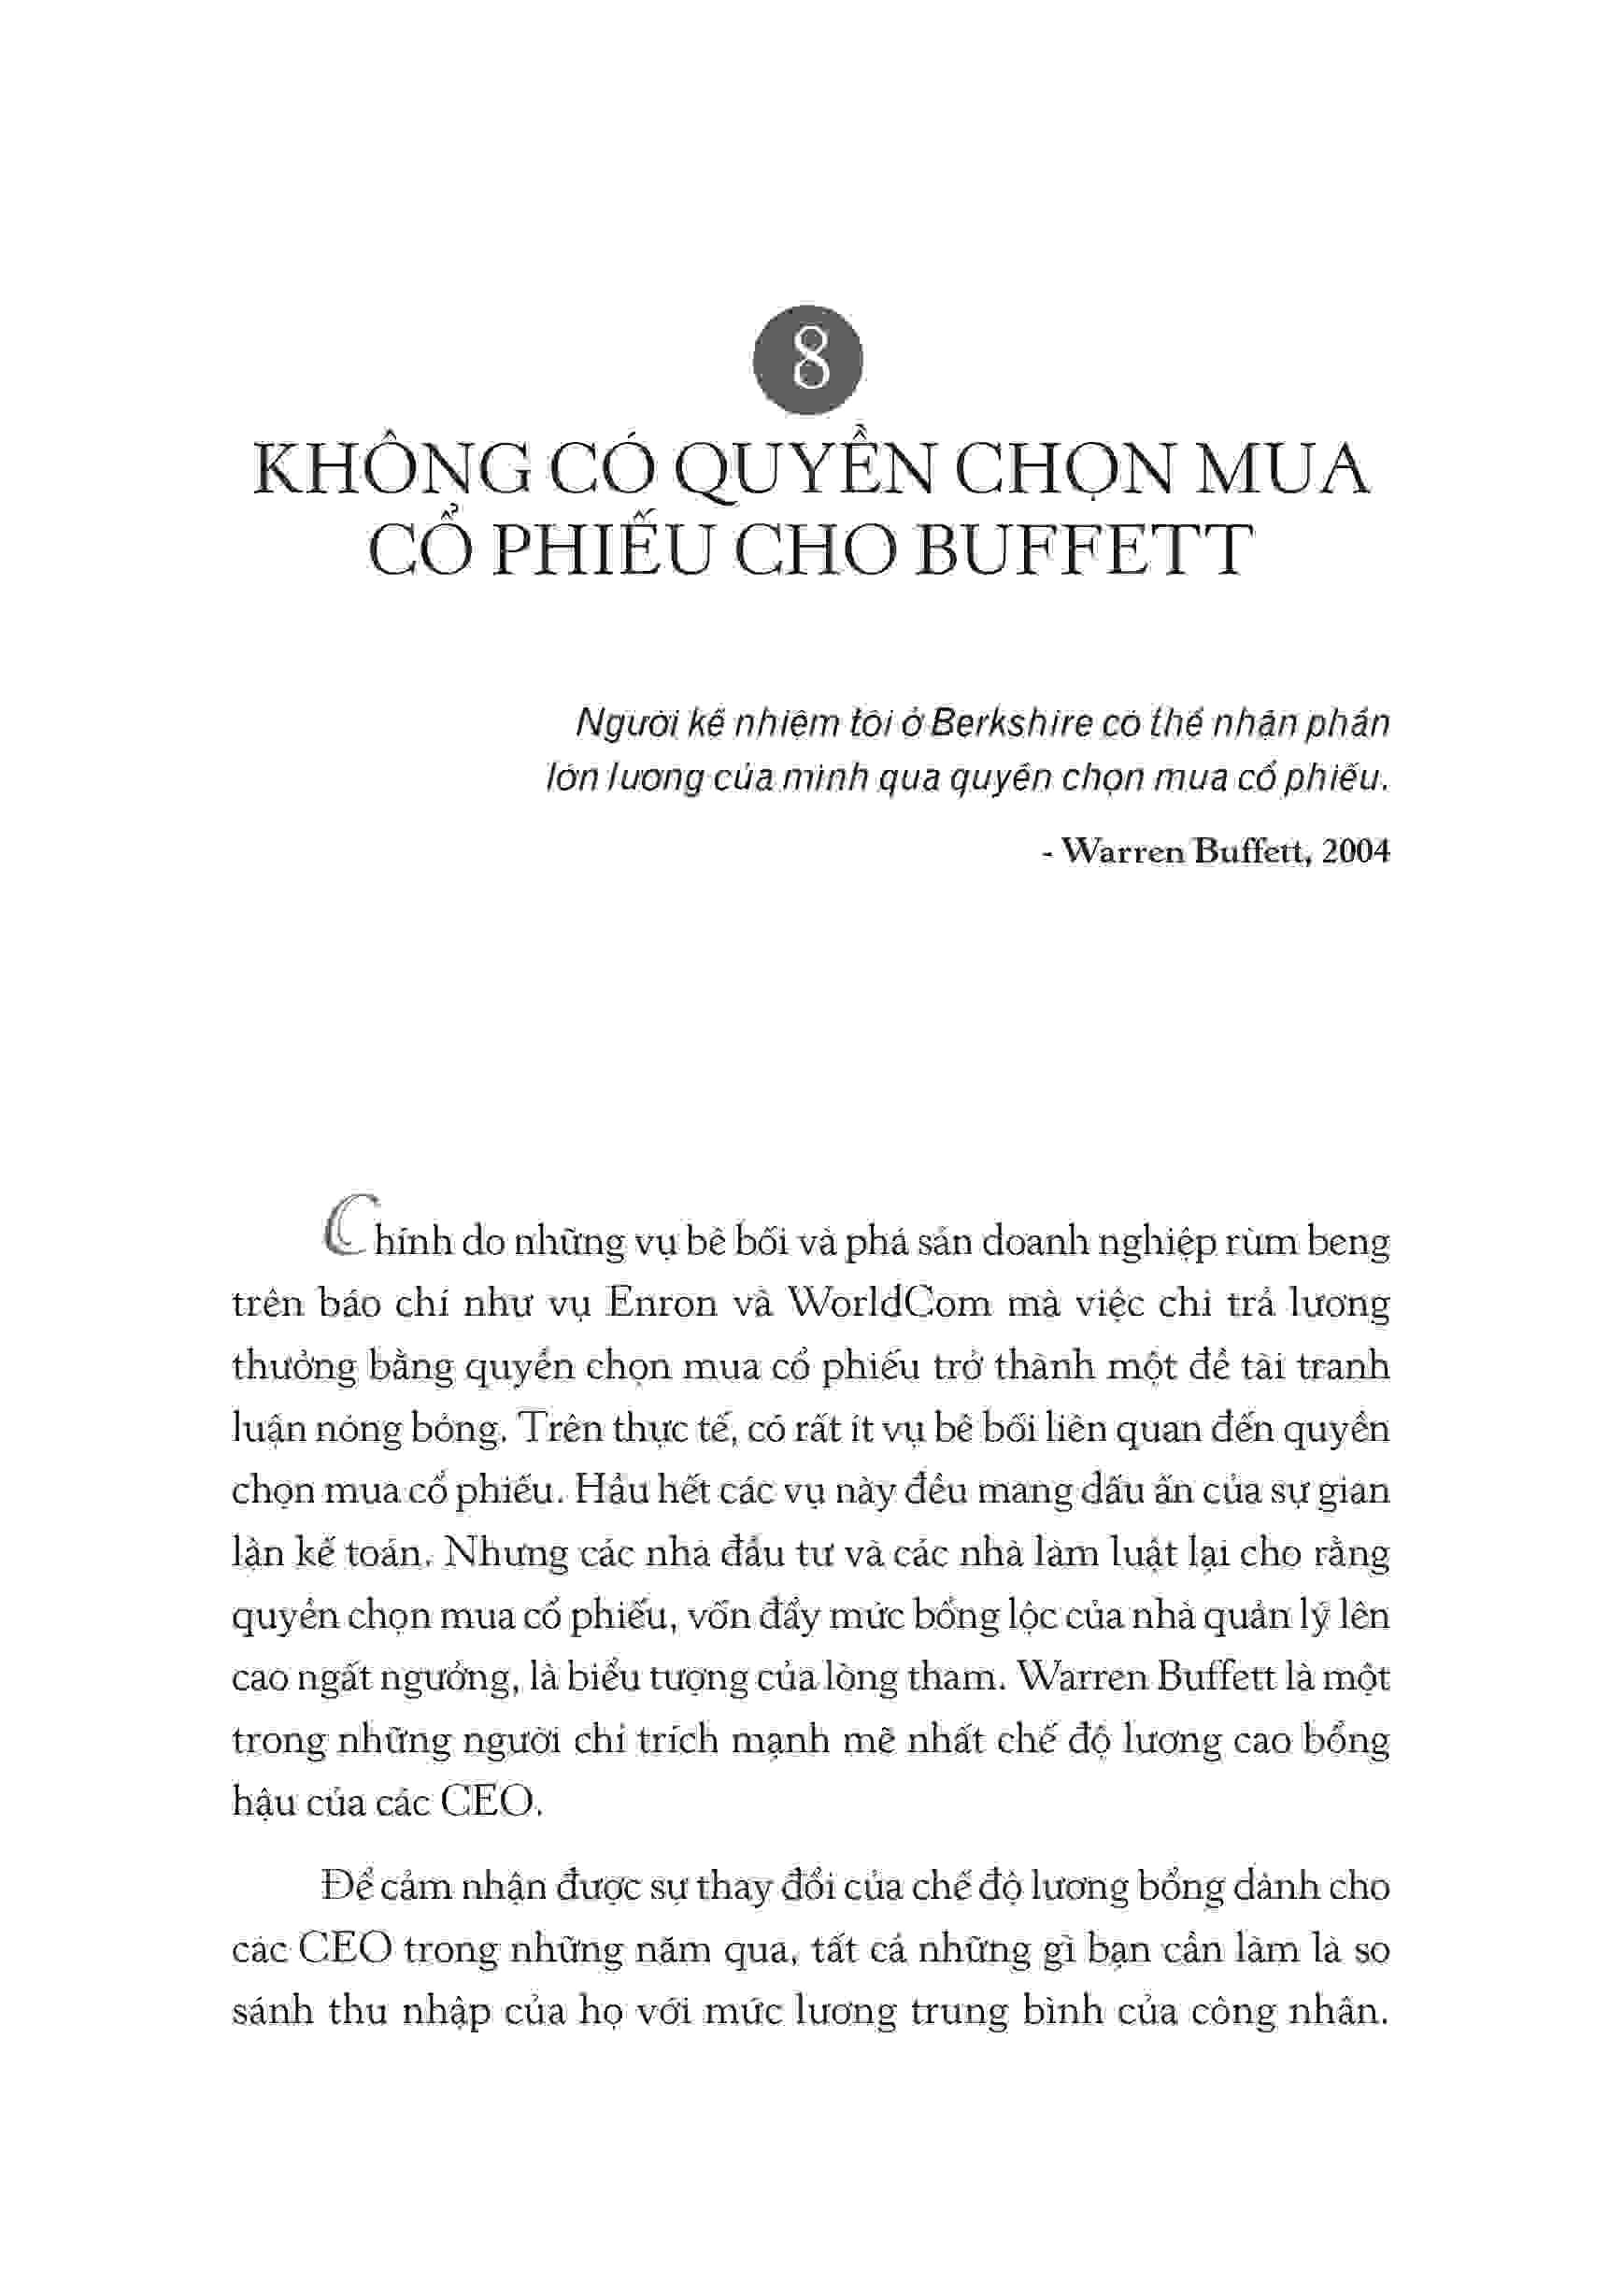 8
KHÔNG CÓ QUYỀN CHỌN MUA
CỔ PHIẾU CHO BUFFETT
Người kế nhiệm tôi ở Berkshire có thể nhận phần
lớn lương của mình qua quyền chọn mua cổ phiếu.
- Warren Buffett, 2004
Chính do những vụ bê bối và phá sản doanh nghiệp rùm beng
trên báo chí như vụ Enron và WorldCom mà việc chi trả lương
thưởng bằng quyền chọn mua cổ phiếu trở thành một đề tài tranh
luận nóng bỏng. Trên thực tế, có rất ít vụ bê bối liên quan đến quyền
chọn mua cổ phiếu. Hầu hết các vụ này đều mang dấu ấn của sự gian
lận kế toán. Nhưng các nhà đầu tư và các nhà làm luật lại cho rằng
quyền chọn mua cổ phiếu, vốn đẩy mức bổng lộc của nhà quản lý lên
cao ngất ngưởng, là biểu tượng của lòng tham. Warren Buffett là một
trong những người chỉ trích mạnh mẽ nhất chế độ lương cao bổng
hậu của các CEO.
Để cảm nhận được sự thay đổi của chế độ lương bổng dành cho
các CEO trong những năm qua, tất cả những gì bạn cần làm là so
sánh thu nhập của họ với mức lương trung bình của công nhân.